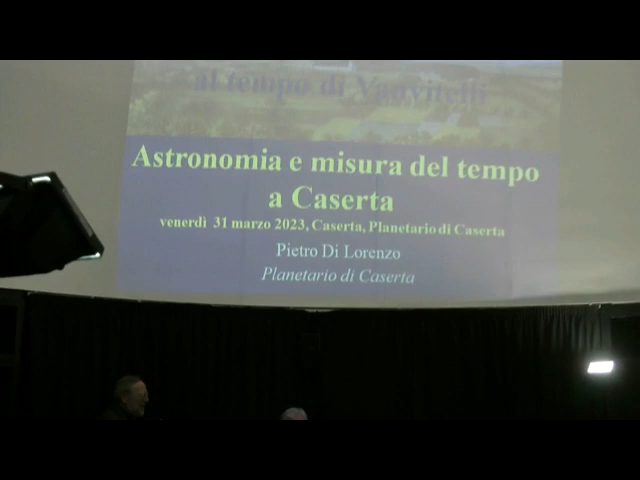 al tempo di Vanvitelli
Astronomia e misura del tempo
a Caserta
venerdì 31 marzo 2023, Caserta, Planetario di Caserta
Pietro Di Lorenzo
Planetario di Caserta